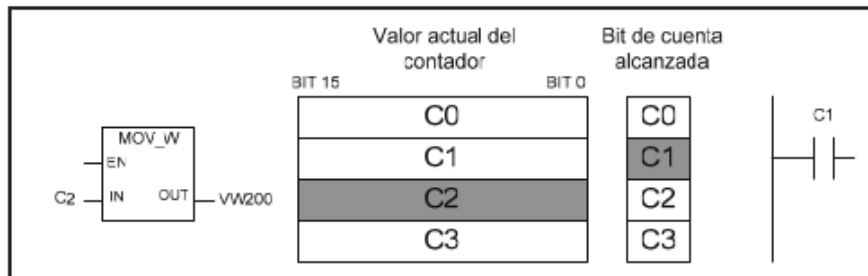 Valor actual del
contador
Bit de cuenta
alcanzada
BIT 15
BIT 0
MOV_W
EN
C2
IN
OUT
VW200
C0
C1
C2
C3
C0
C1
C2
C3
C1